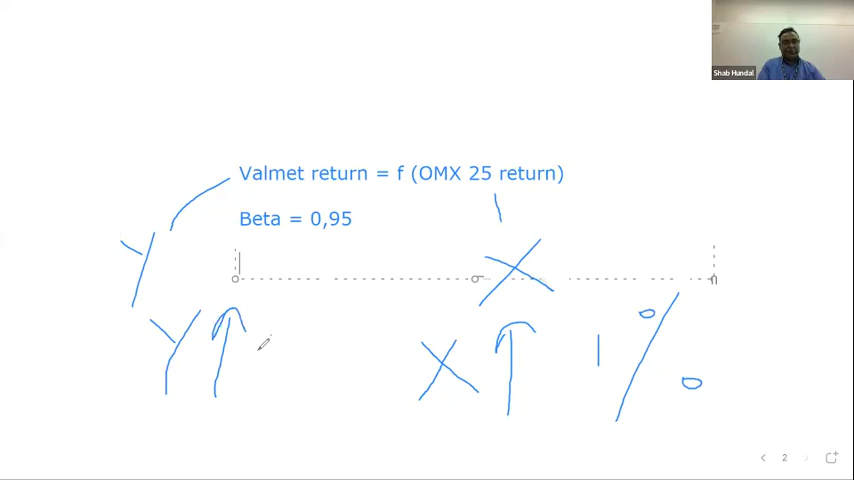 Shab Hundal
Valmet return = f (OMX 25 return)
Beta = 0,95
Y X
Y ↑ X ↑ 1 %
2